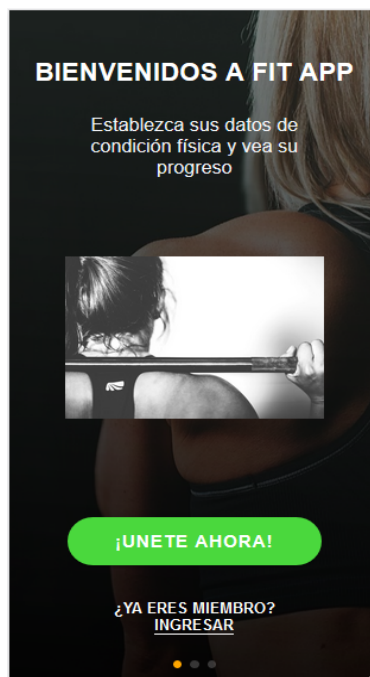 BIENVENIDOS A FIT APP
Establezca sus datos de
condición física y vea su
progreso
¡UNETE AHORA!
¿YA ERES MIEMBRO?
INGRESAR